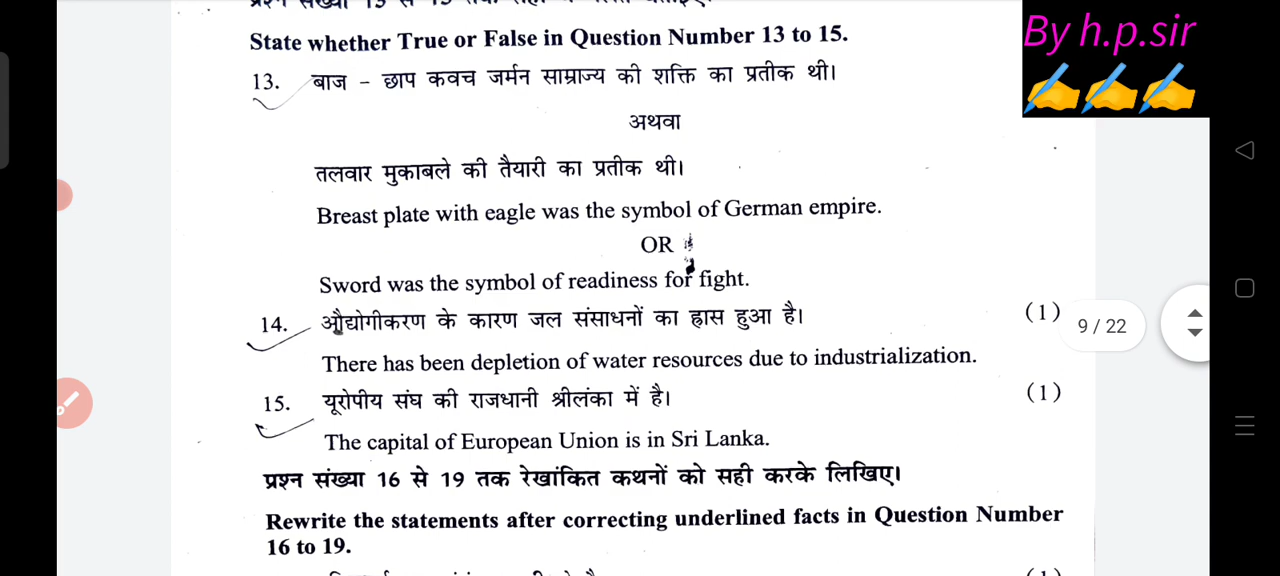 State whether True or False in Question Number 13 to 15.
By h.p.sir
13. बाज - छाप कवच जर्मन साम्राज्य की शक्ति का प्रतीक थी।
अथवा
तलवार मुकाबले की तैयारी का प्रतीक थी।
Breast plate with eagle was the symbol of German empire.
OR
Sword was the symbol of readiness for fight.
14. औद्योगीकरण के कारण जल संसाधनों का ह्रास हुआ है। (1)
9 / 22
There has been depletion of water resources due to industrialization.
15. यूरोपीय संघ की राजधानी श्रीलंका में है। (1)
The capital of European Union is in Sri Lanka.
प्रश्न संख्या 16 से 19 तक रेखांकित कथनों को सही करके लिखिए।
Rewrite the statements after correcting underlined facts in Question Number
16 to 19.